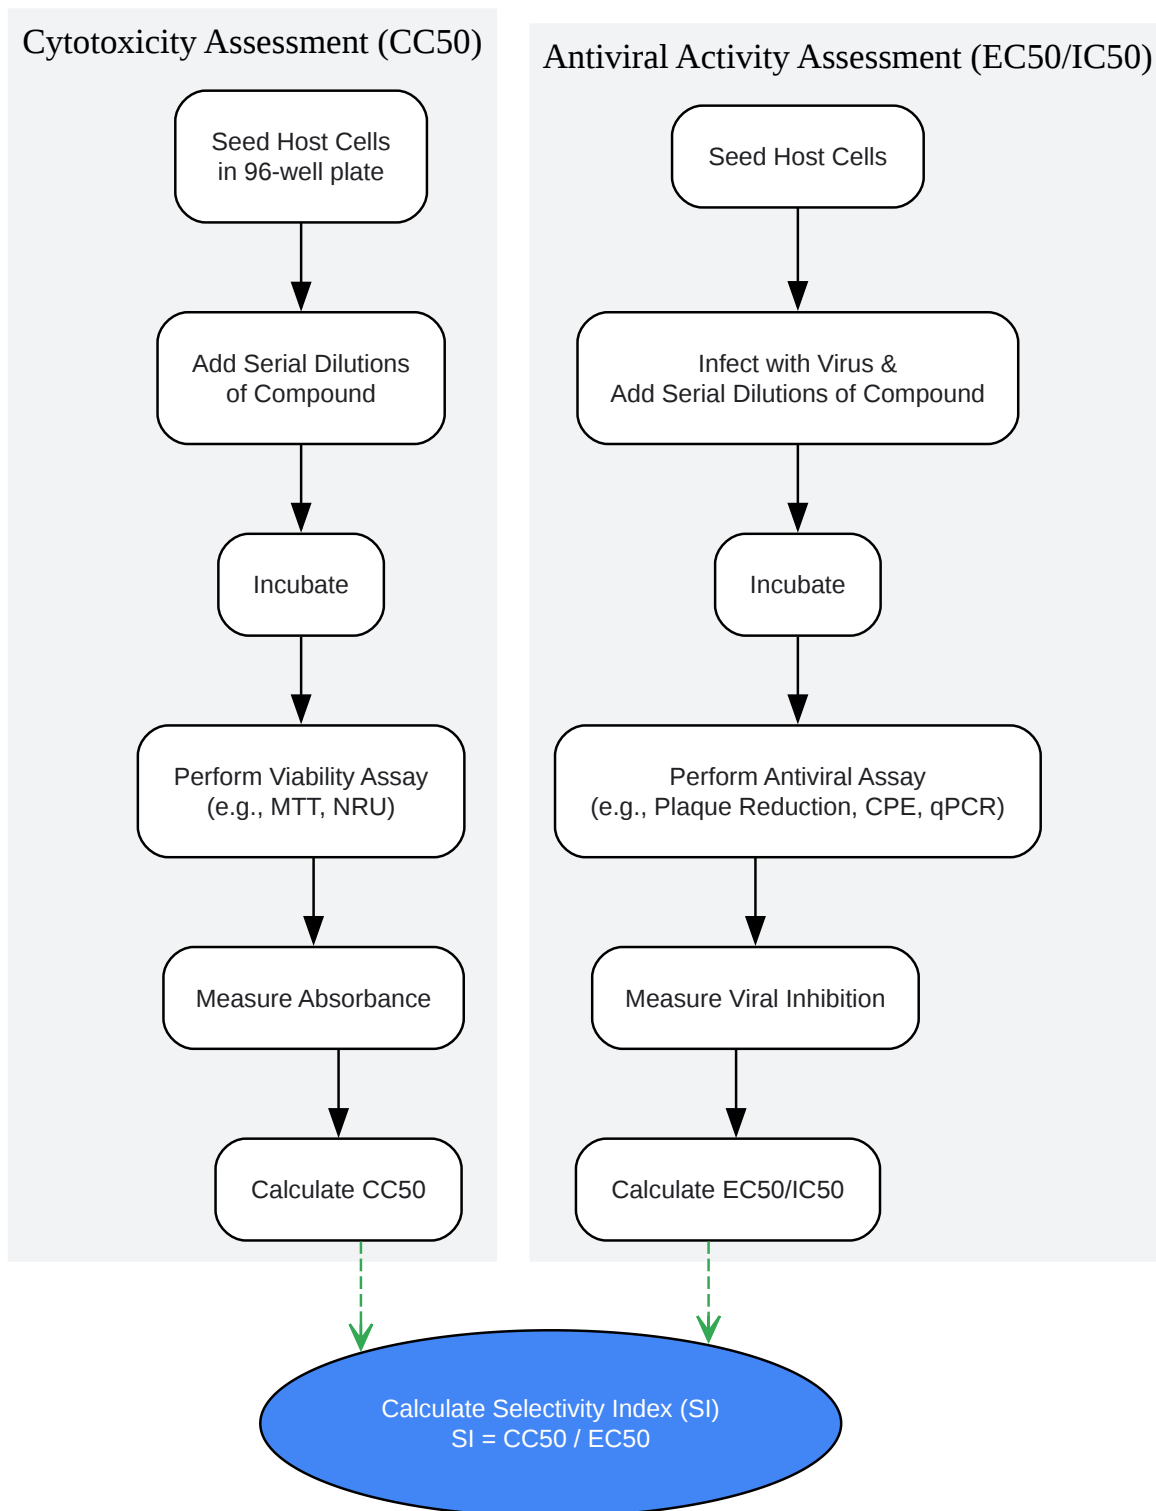 Cytotoxicity Assessment (CC50)
Seed Host Cells
in 96-well plate
Add Serial Dilutions
of Compound
Incubate
Perform Viability Assay
(e.g., MTT, NRU)
Measure Absorbance
Calculate CC50
Antiviral Activity Assessment (EC50/IC50)
Seed Host Cells
Infect with Virus &
Add Serial Dilutions of Compound
Incubate
Perform Antiviral Assay
(e.g., Plaque Reduction, CPE, qPCR)
Measure Viral Inhibition
Calculate EC50/IC50
Calculate Selectivity Index (SI)
SI = CC50 / EC50